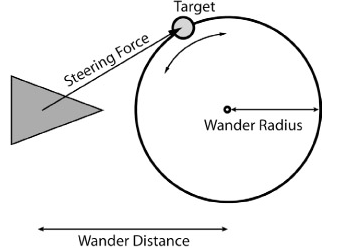 Target
Steering Force
Wander Radius
Wander Distance